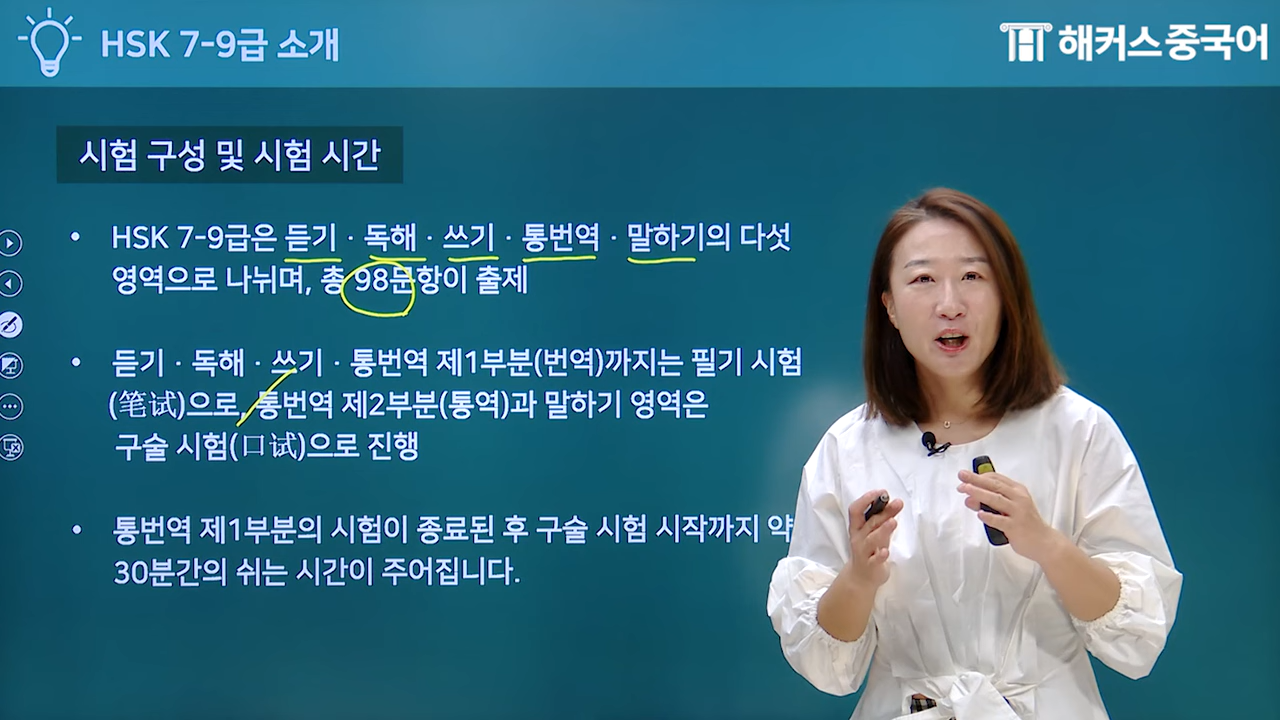 HSK 7-9급 소개
해커스중국어
시험 구성 및 시험 시간
• HSK 7-9급은 듣기 · 독해 · 쓰기 · 통번역 · 말하기의 다섯
영역으로 나뉘며, 총 98문항이 출제
• 듣기 · 독해 · 쓰기 · 통번역 제1부분(번역)까지는 필기 시험
(笔试)으로, 통번역 제2부분(통역)과 말하기 영역은
구술 시험(口试)으로 진행
• 통번역 제1부분의 시험이 종료된 후 구술 시험 시작까지 약
30분간의 쉬는 시간이 주어집니다.